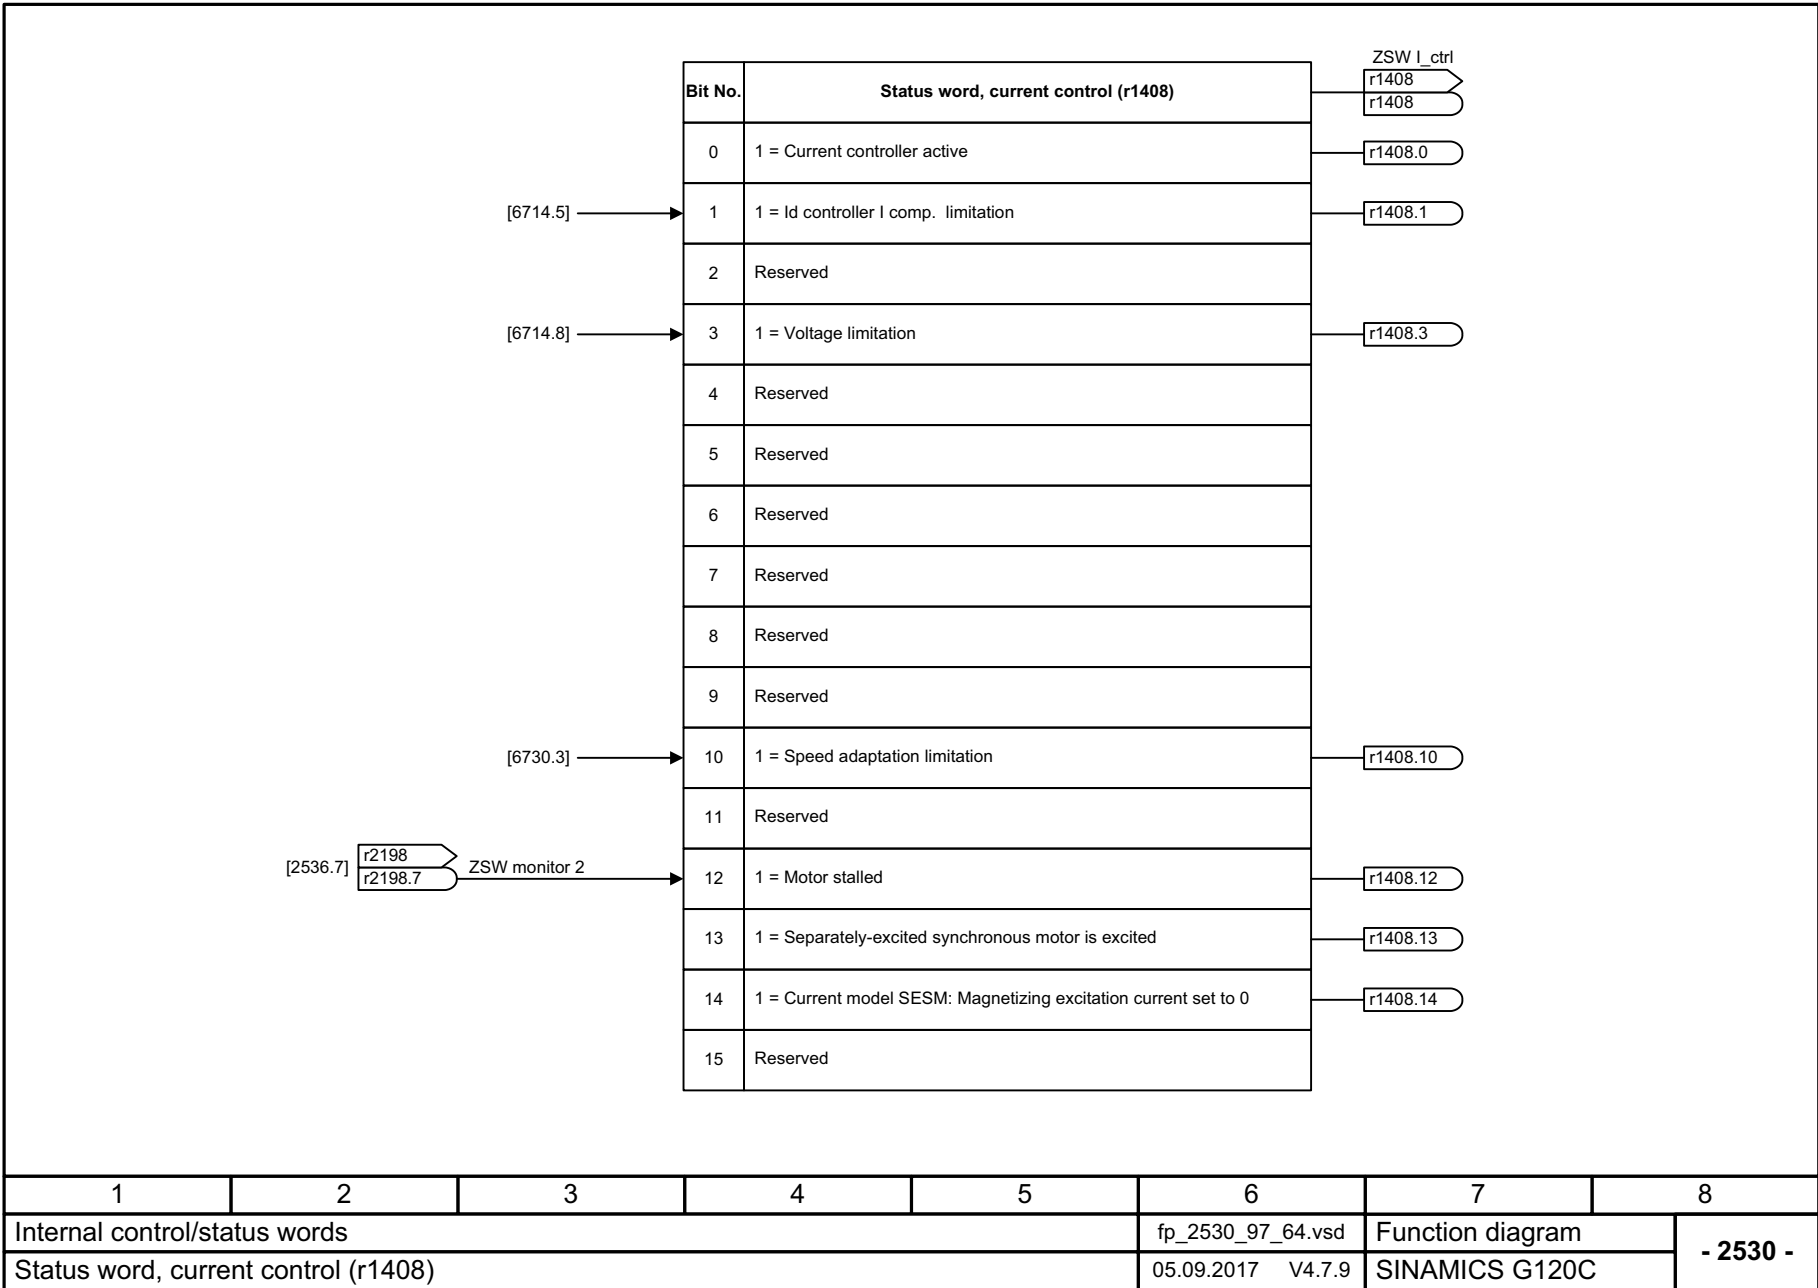 ZSW I_ctrl
Bit No. Status word, current control (r1408) r1408
r1408
0 1 = Current controller active r1408.0
[6714.5] 1 1 = Id controller I comp. limitation r1408.1
2 Reserved
[6714.8] 3 1 = Voltage limitation r1408.3
4 Reserved
5 Reserved
6 Reserved
7 Reserved
8 Reserved
9 Reserved
[6730.3] 10 1 = Speed adaptation limitation r1408.10
11 Reserved
r2198
[2536.7] r2198.7 ZSW monitor 2 12 1 = Motor stalled r1408.12
13 1 = Separately-excited synchronous motor is excited r1408.13
14 1 = Current model SESM: Magnetizing excitation current set to 0 r1408.14
15 Reserved
1 2 3 4 5 6 7 8
Internal control/status words fp_2530_97_64.vsd Function diagram
- 2530 -
Status word, current control (r1408) 05.09.2017 V4.7.9 SINAMICS G120C